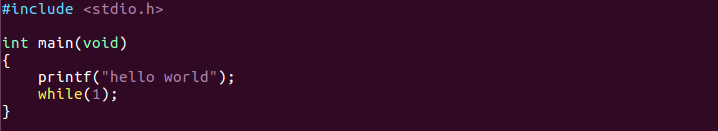 #include <stdio.h>

int main(void)
{
    printf("hello world");
    while(1);
}